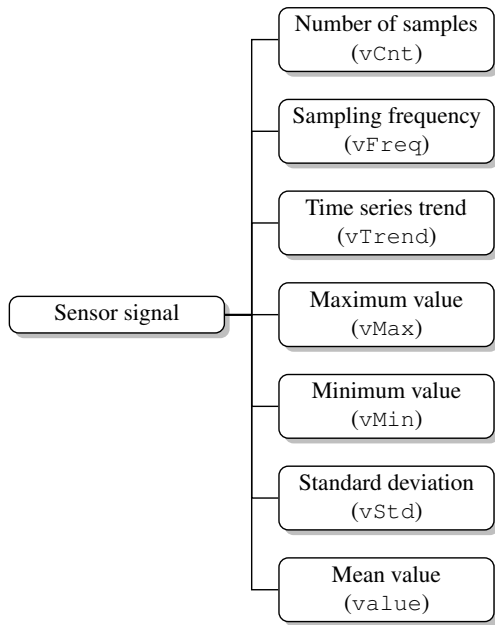 Number of samples
(vCnt)
Sampling frequency
(vFreq)
Time series trend
(vTrend)
Sensor signal
Maximum value
(vMax)
Minimum value
(vMin)
Standard deviation
(vStd)
Mean value
(value)